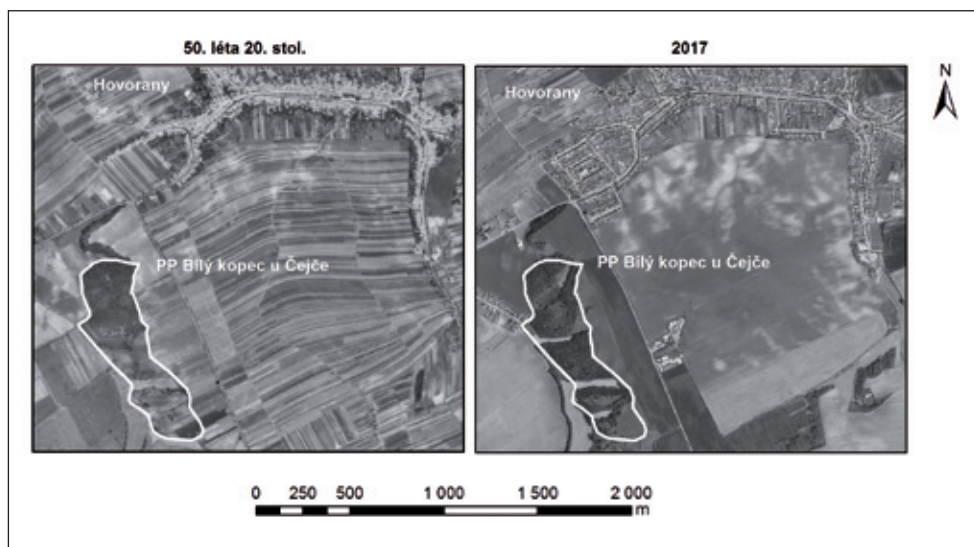 50. léta 20. stol.
2017
Hovorany
Hovorany
N
PP Bílý kopec u Čejče
PP Bílý kopec u Čejče
0 250 500 1 000 1 500 2 000
m